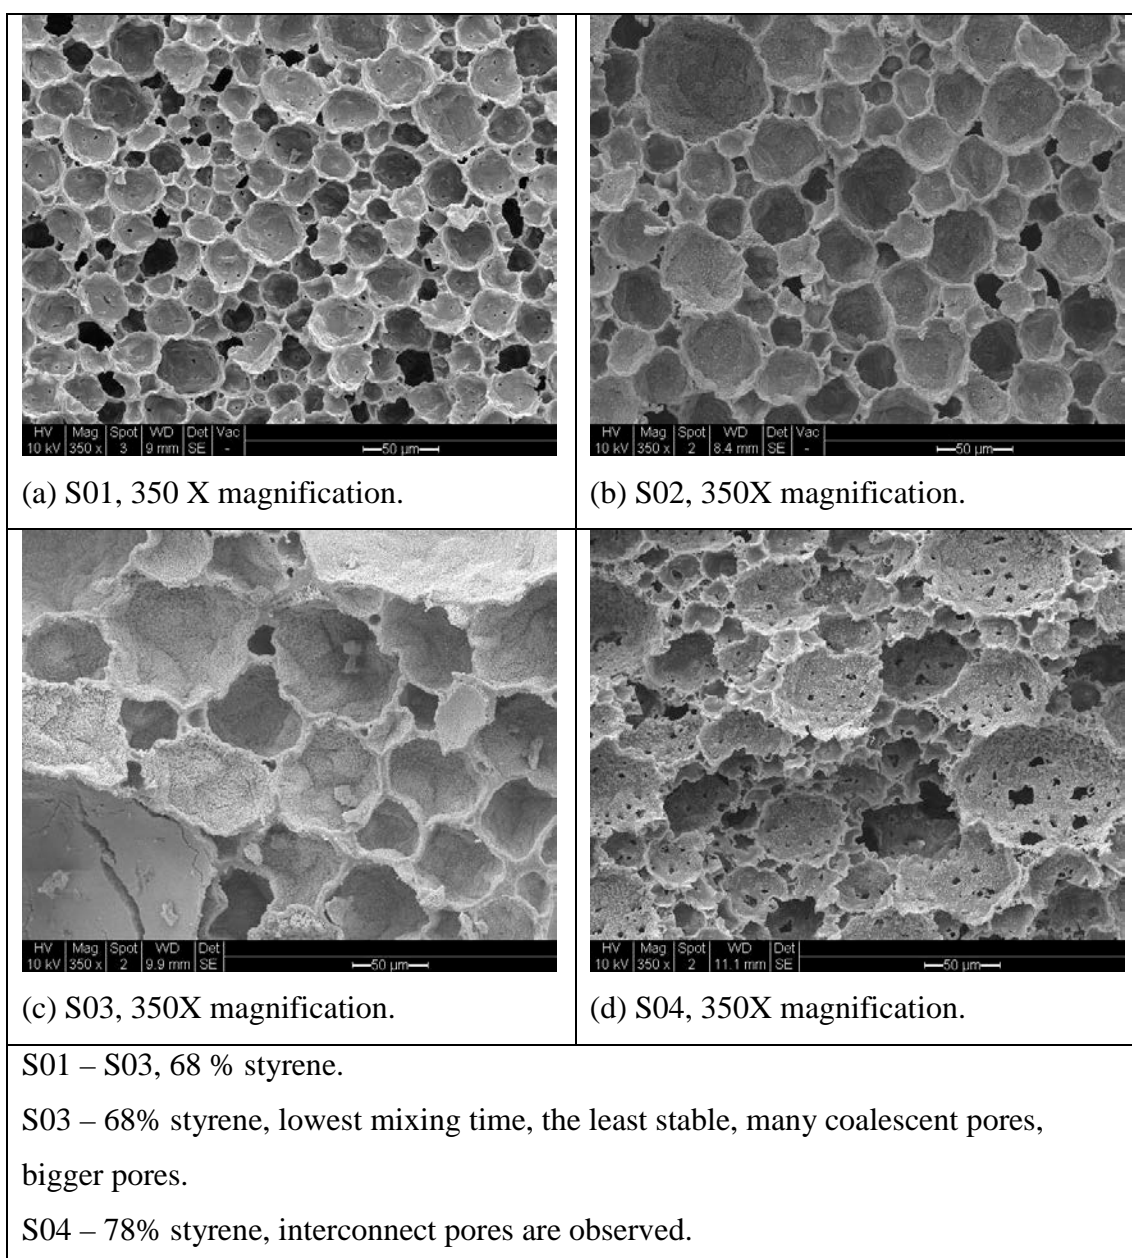 HV Mag Spot WD Det Vac
10 kV 350 x 3 9 mm SE - 50 µm
HV Mag Spot WD Det Vac
10 kV 350 x 2 8.4 mm SE - 50 µm
(a) S01, 350 X magnification.
(b) S02, 350X magnification.
HV Mag Spot WD Det
10 kV 350 x 2 9.9 mm SE 50 µm
HV Mag Spot WD Det
10 kV 350 x 2 11.1 mm SE 50 µm
(c) S03, 350X magnification.
(d) S04, 350X magnification.
S01 – S03, 68 % styrene.
S03 – 68% styrene, lowest mixing time, the least stable, many coalescent pores,
bigger pores.
S04 – 78% styrene, interconnect pores are observed.